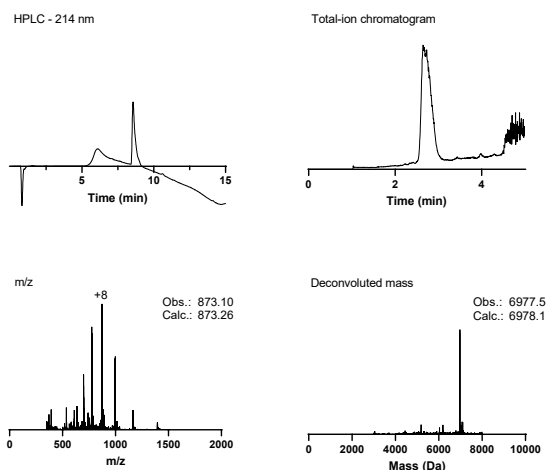 HPLC - 214 nm
5
10
15
Time (min)
Total-ion chromatogram
0
2
4
Time (min)
m/z
+8
Obs.: 873.10
Calc.: 873.26
0
500
1000
1500
2000
m/z
Deconvoluted mass
Obs.: 6977.5
Calc.: 6978.1
0
2000
4000
6000
8000
10000
Mass (Da)